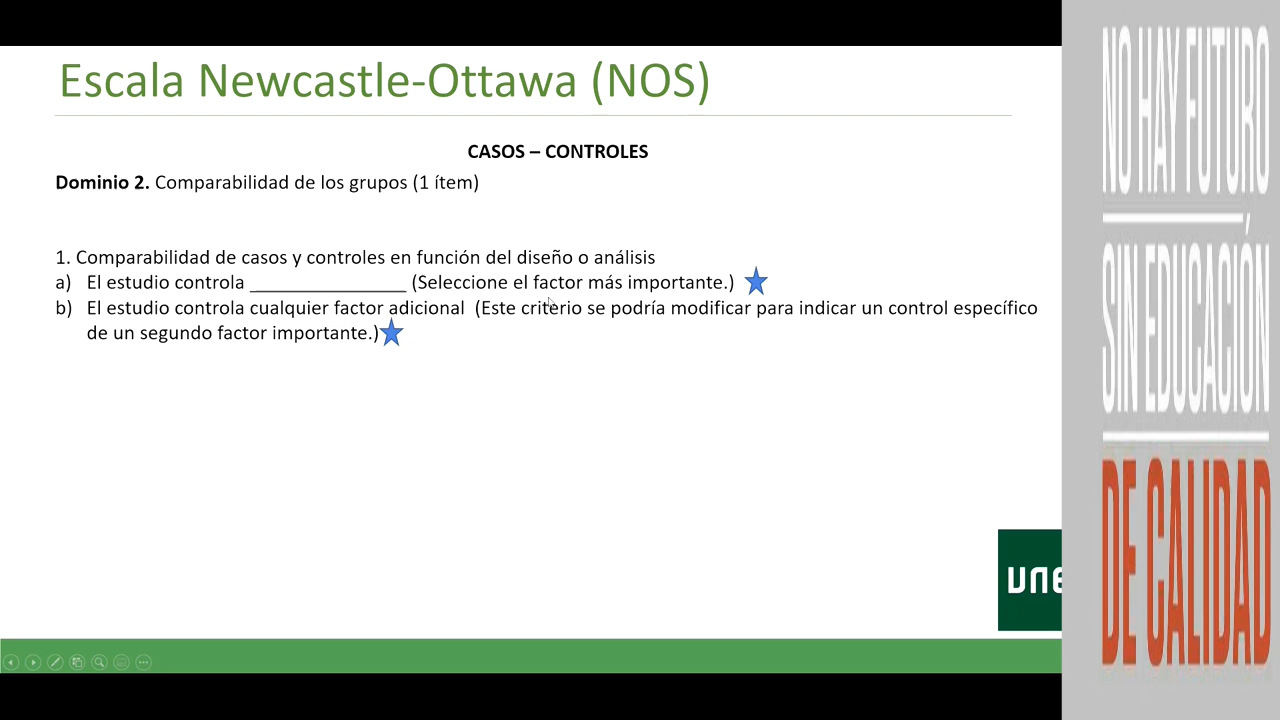 Escala Newcastle-Ottawa (NOS)
CASOS – CONTROLES
Dominio 2. Comparabilidad de los grupos (1 ítem)
1. Comparabilidad de casos y controles en función del diseño o análisis
a) El estudio controla _______________ (Seleccione el factor más importante.)
b) El estudio controla cualquier factor adicional (Este criterio se podría modificar para indicar un control específico
de un segundo factor importante.)
NO HAY FUTURO
SIN EDUCACIÓN
DE CALIDAD